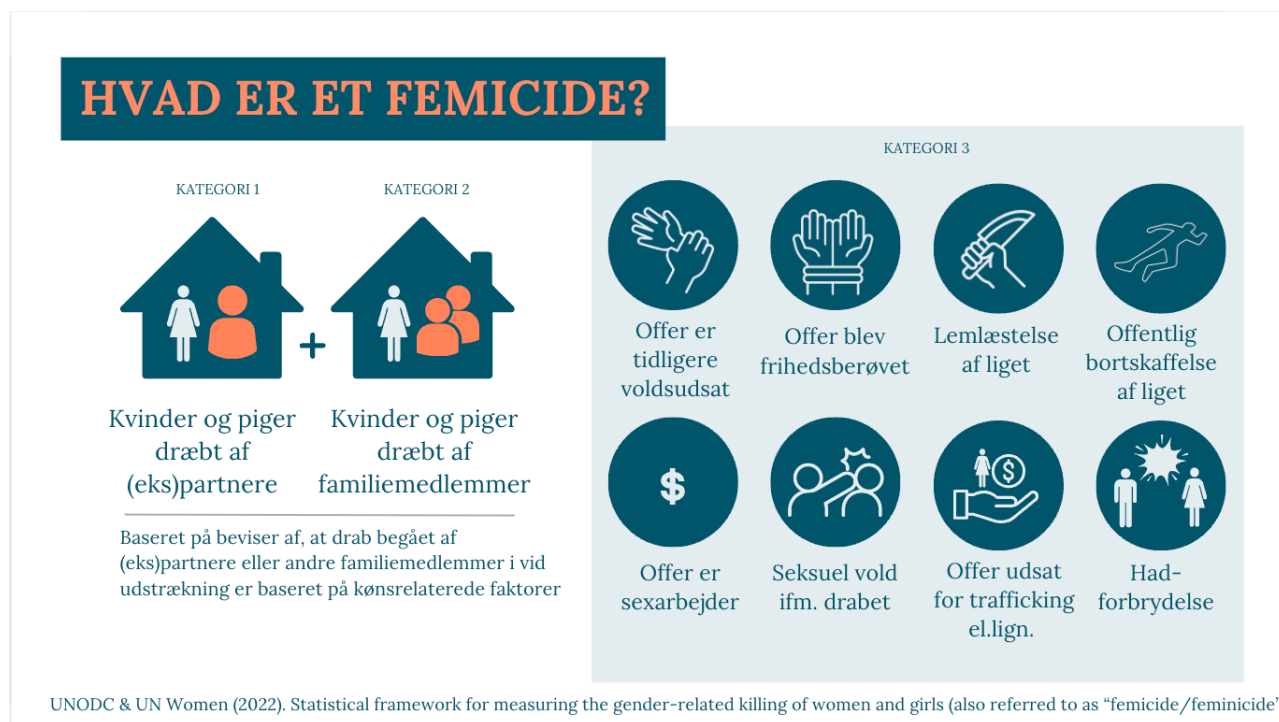 HVAD ER ET FEMICIDE?
KATEGORI 1
KATEGORI 2
Kvinder og piger
dræbt af
(eks)partnere
Kvinder og piger
dræbt af
familiemedlemmer
Baseret på beviser af, at drab begået af
(eks)partnere eller andre familiemedlemmer i vid
udstrækning er baseret på kønsrelaterede faktorer
KATEGORI 3
Offer er
tidligere
voldsudsat
Offer blev
frihedsberøvet
Lemlæstelse
af liget
Offentlig
bortskaffelse
af liget
$
Offer er
sexarbejder
Seksuel vold
ifm. drabet
$
Offer udsat
for trafficking
el.lign.
Had-
forbrydelse
UNODC & UN Women (2022). Statistical framework for measuring the gender-related killing of women and girls (also referred to as “femicide/feminicide”